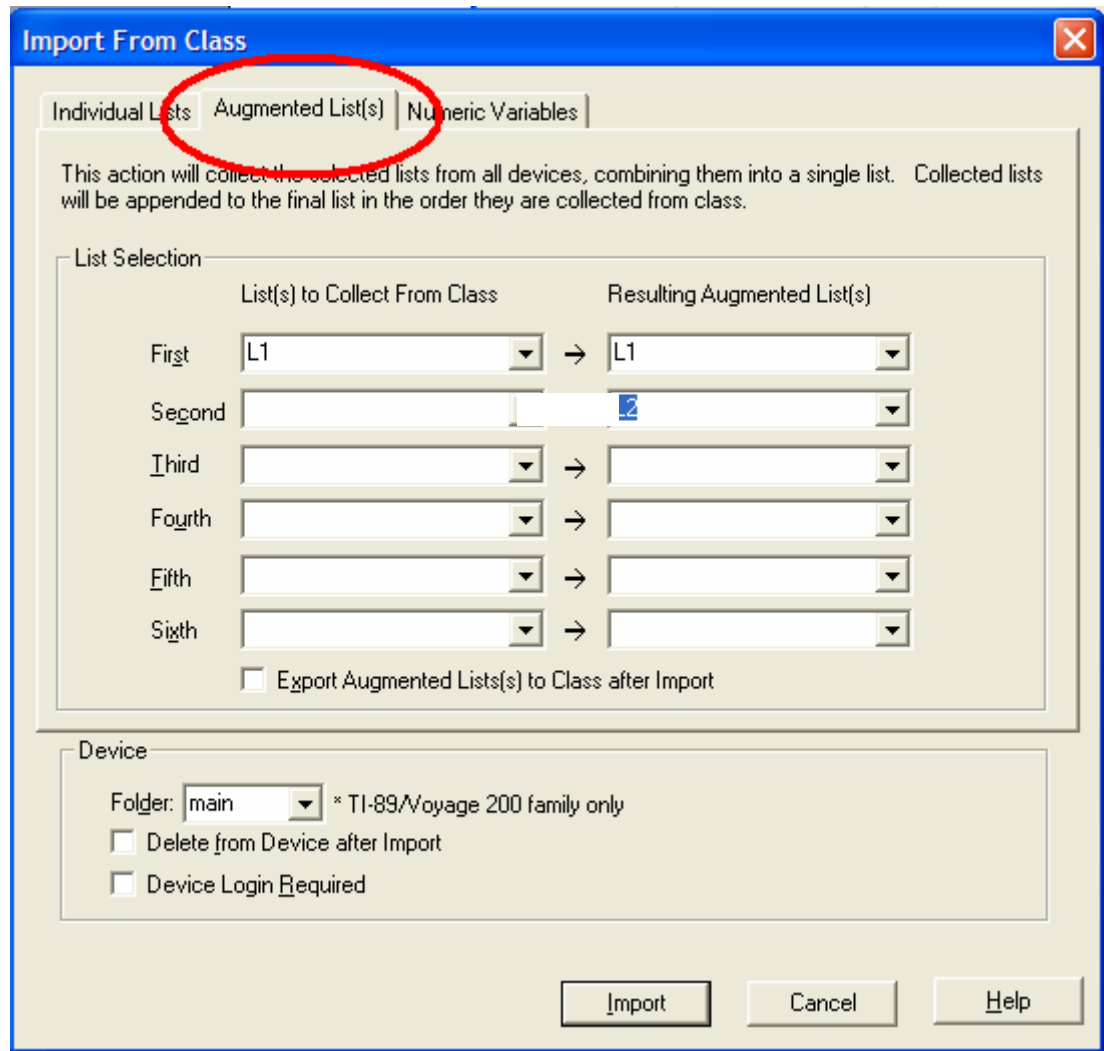 Import From Class
Individual Lists Augmented List(s) Numeric Variables
This action will collect the selected lists from all devices, combining them into a single list. Collected lists
will be appended to the final list in the order they are collected from class.
List Selection
List(s) to Collect From Class Resulting Augmented List(s)
First L1 → L1
Second L2
Third →
Fourth →
Fifth →
Sixth →
Export Augmented Lists(s) to Class after Import
Device
Folder: main * TI-89/Voyage 200 family only
Delete from Device after Import
Device Login Required
Import Cancel Help